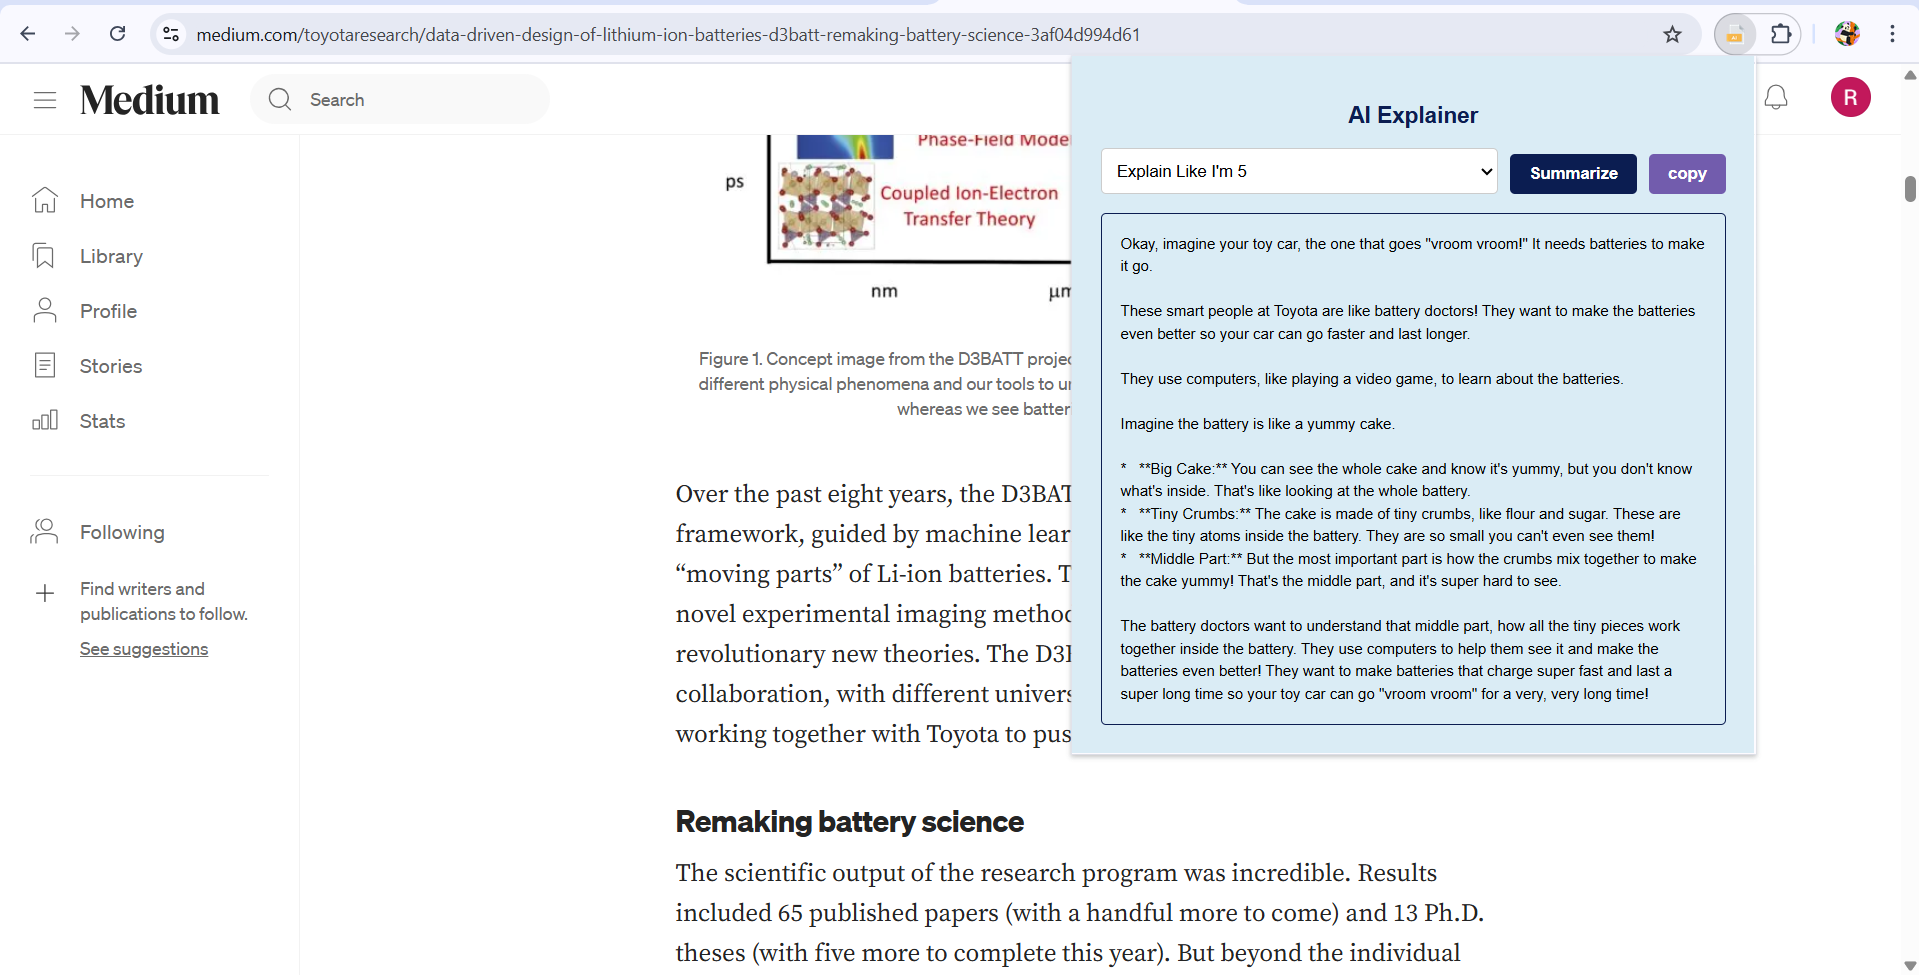 medium.com/toyotaresearch/data-driven-design-of-lithium-ion-batteries-d3batt-remaking-battery-science-3af04d994d61
Medium
Search
R
Home
Library
Profile
Stories
Stats
Following
Find writers and
publications to follow.
See suggestions
Phase-Field Mode
ps
Coupled Ion-Electron
Transfer Theory
nm
μm
Figure 1. Concept image from the D3BATT projec
different physical phenomena and our tools to u
whereas we see batter
Over the past eight years, the D3BAT
framework, guided by machine lear
“moving parts” of Li-ion batteries. T
novel experimental imaging metho
revolutionary new theories. The D3
collaboration, with different univers
working together with Toyota to pus
Remaking battery science
The scientific output of the research program was incredible. Results
included 65 published papers (with a handful more to come) and 13 Ph.D.
theses (with five more to complete this year). But beyond the individual
AI Explainer
Explain Like I'm 5
Summarize
copy
Okay, imagine your toy car, the one that goes "vroom vroom!" It needs batteries to make
it go.
These smart people at Toyota are like battery doctors! They want to make the batteries
even better so your car can go faster and last longer.
They use computers, like playing a video game, to learn about the batteries.
Imagine the battery is like a yummy cake.
*   **Big Cake:** You can see the whole cake and know it's yummy, but you don't know
what's inside. That's like looking at the whole battery.
*   **Tiny Crumbs:** The cake is made of tiny crumbs, like flour and sugar. These are
like the tiny atoms inside the battery. They are so small you can't even see them!
*   **Middle Part:** But the most important part is how the crumbs mix together to make
the cake yummy! That's the middle part, and it's super hard to see.
The battery doctors want to understand that middle part, how all the tiny pieces work
together inside the battery. They use computers to help them see it and make the
batteries even better! They want to make batteries that charge super fast and last a
super long time so your toy car can go "vroom vroom" for a very, very long time!